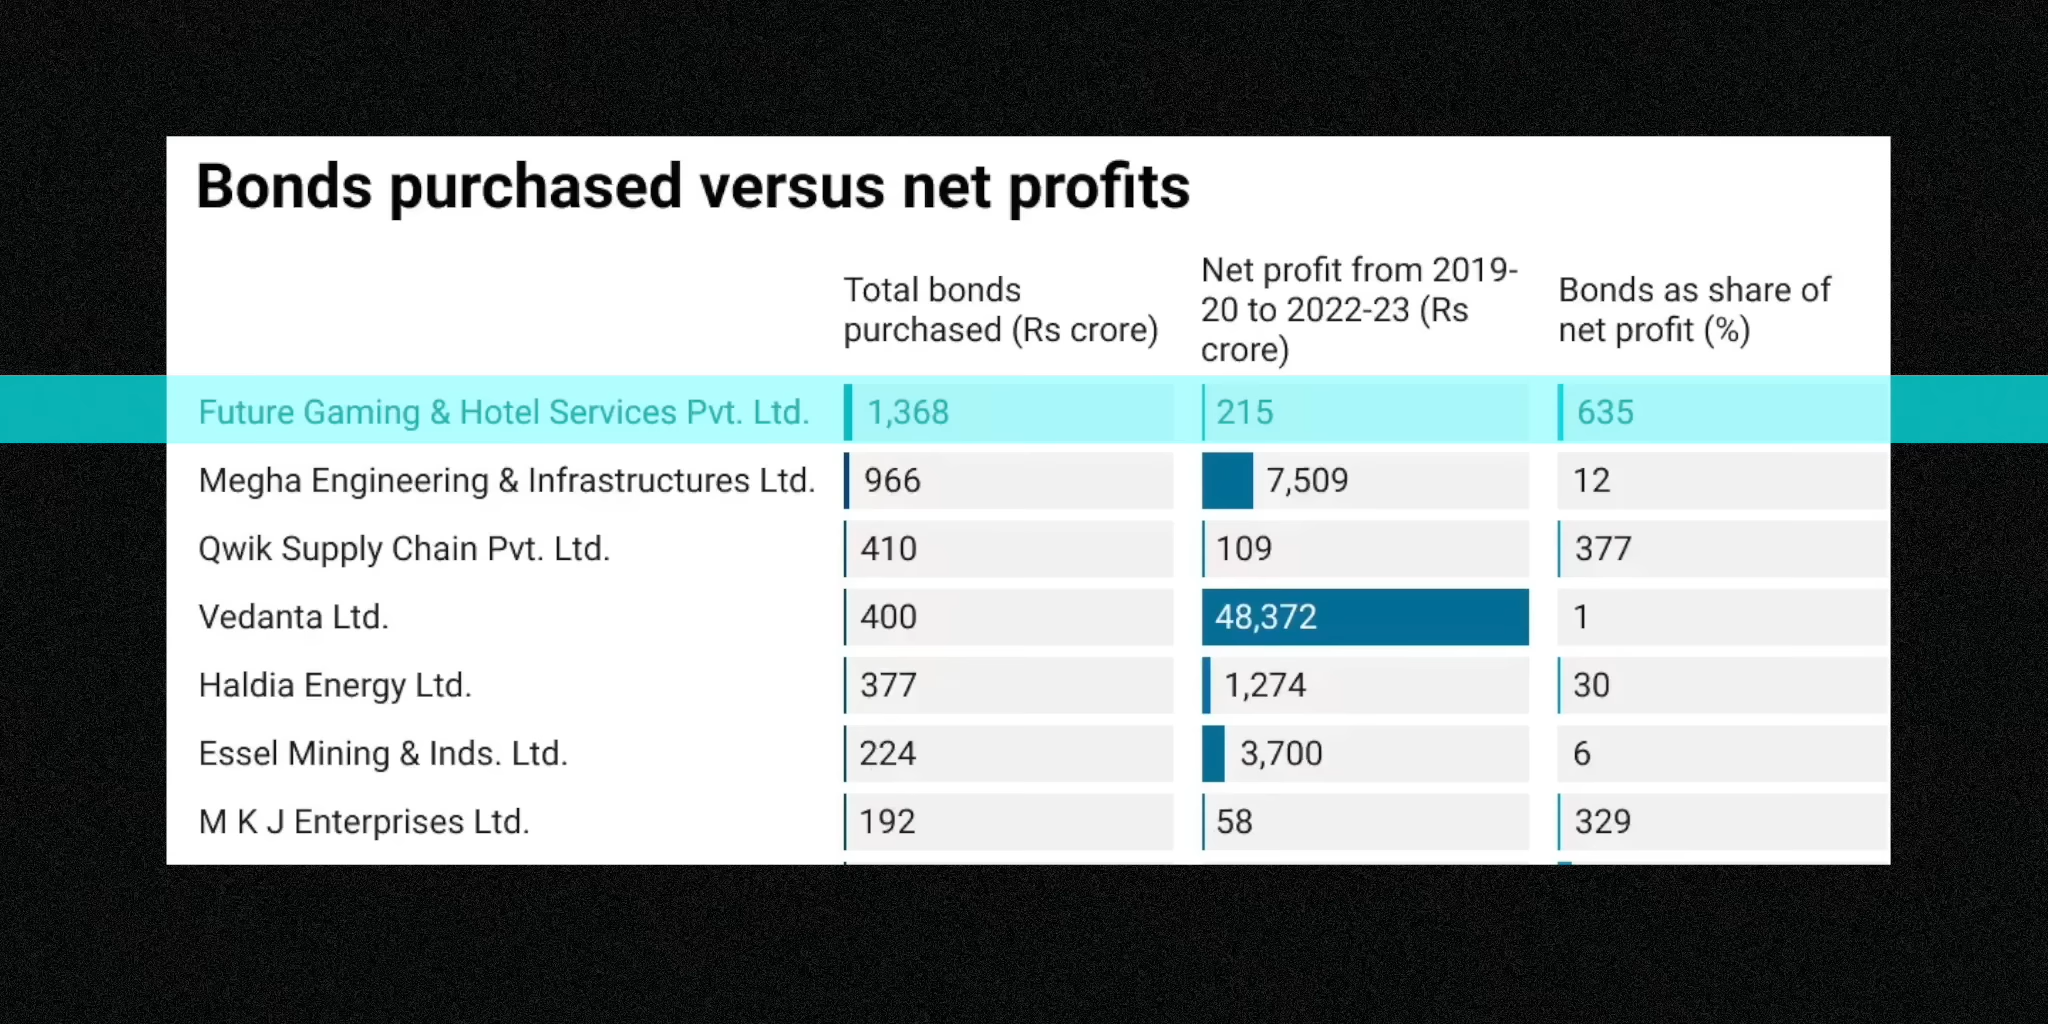 Bonds purchased versus net profits
Total bonds purchased (Rs crore)
Net profit from 2019-20 to 2022-23 (Rs crore)
Bonds as share of net profit (%)
Future Gaming & Hotel Services Pvt. Ltd. 1,368 215 635
Megha Engineering & Infrastructures Ltd. 966 7,509 12
Qwik Supply Chain Pvt. Ltd. 410 109 377
Vedanta Ltd. 400 48,372 1
Haldia Energy Ltd. 377 1,274 30
Essel Mining & Inds. Ltd. 224 3,700 6
M K J Enterprises Ltd. 192 58 329